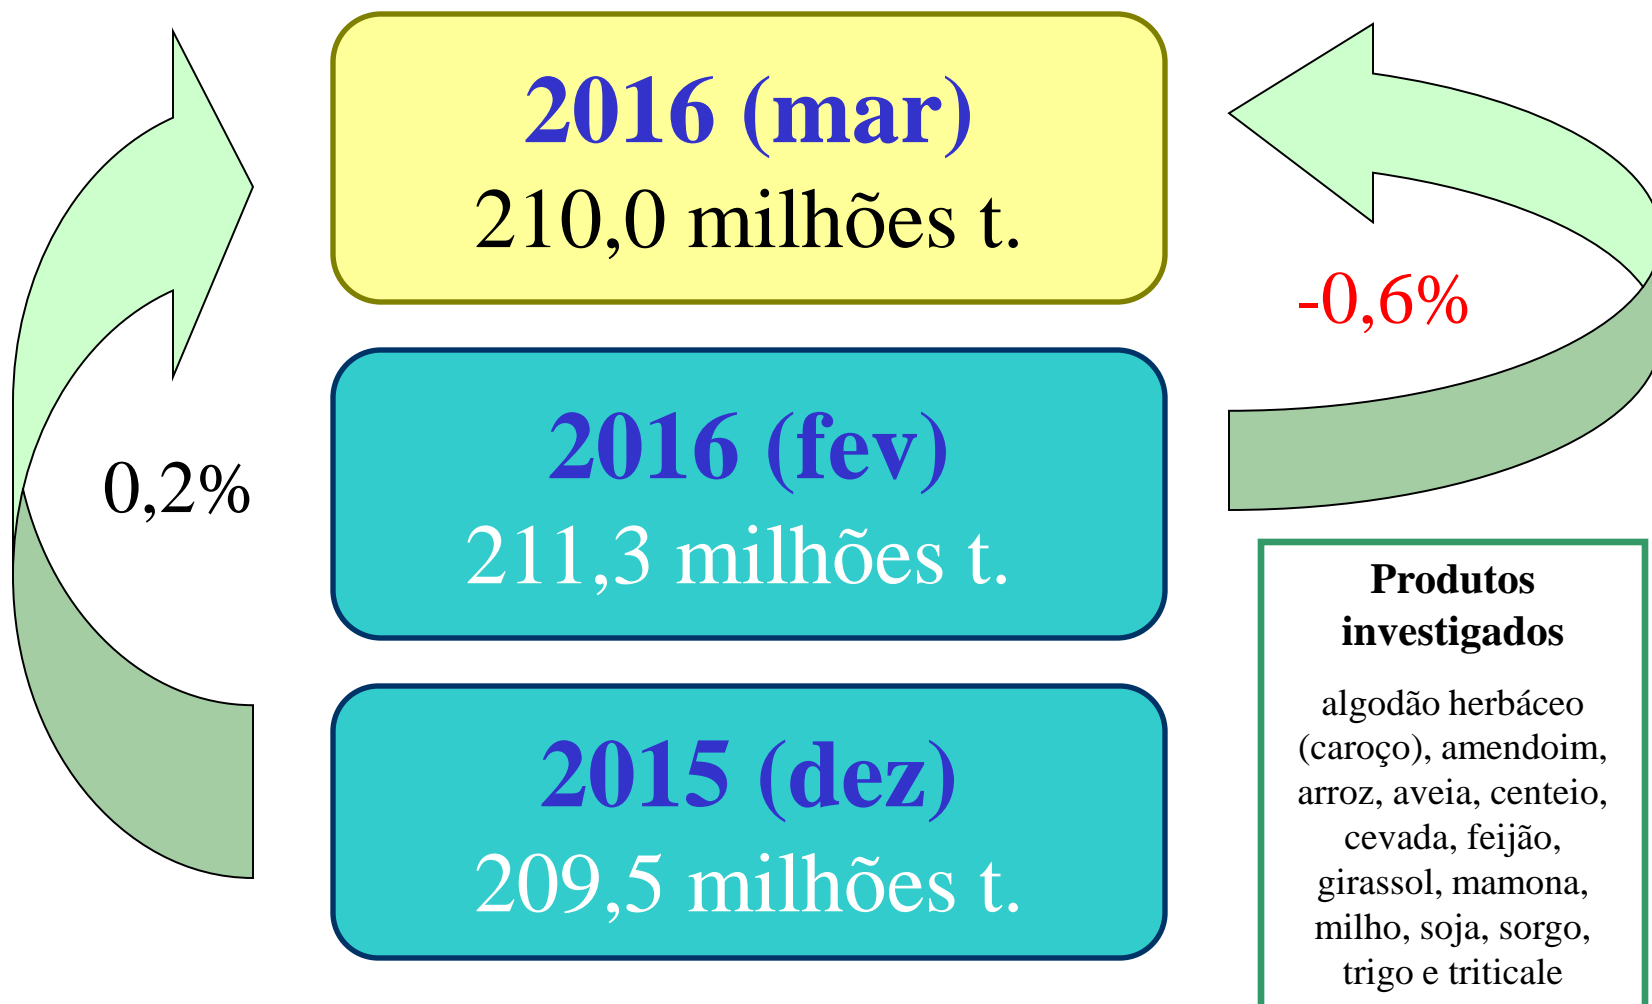 2016 (mar)
210,0 milhões t.
-0,6%
2016 (fev)
211,3 milhões t.
0,2%
2015 (dez)
209,5 milhões t.
Produtos
investigados
algodão herbáceo
(caroço), amendoim,
arroz, aveia, centeio,
cevada, feijão,
girassol, mamona,
milho, soja, sorgo,
trigo e triticale